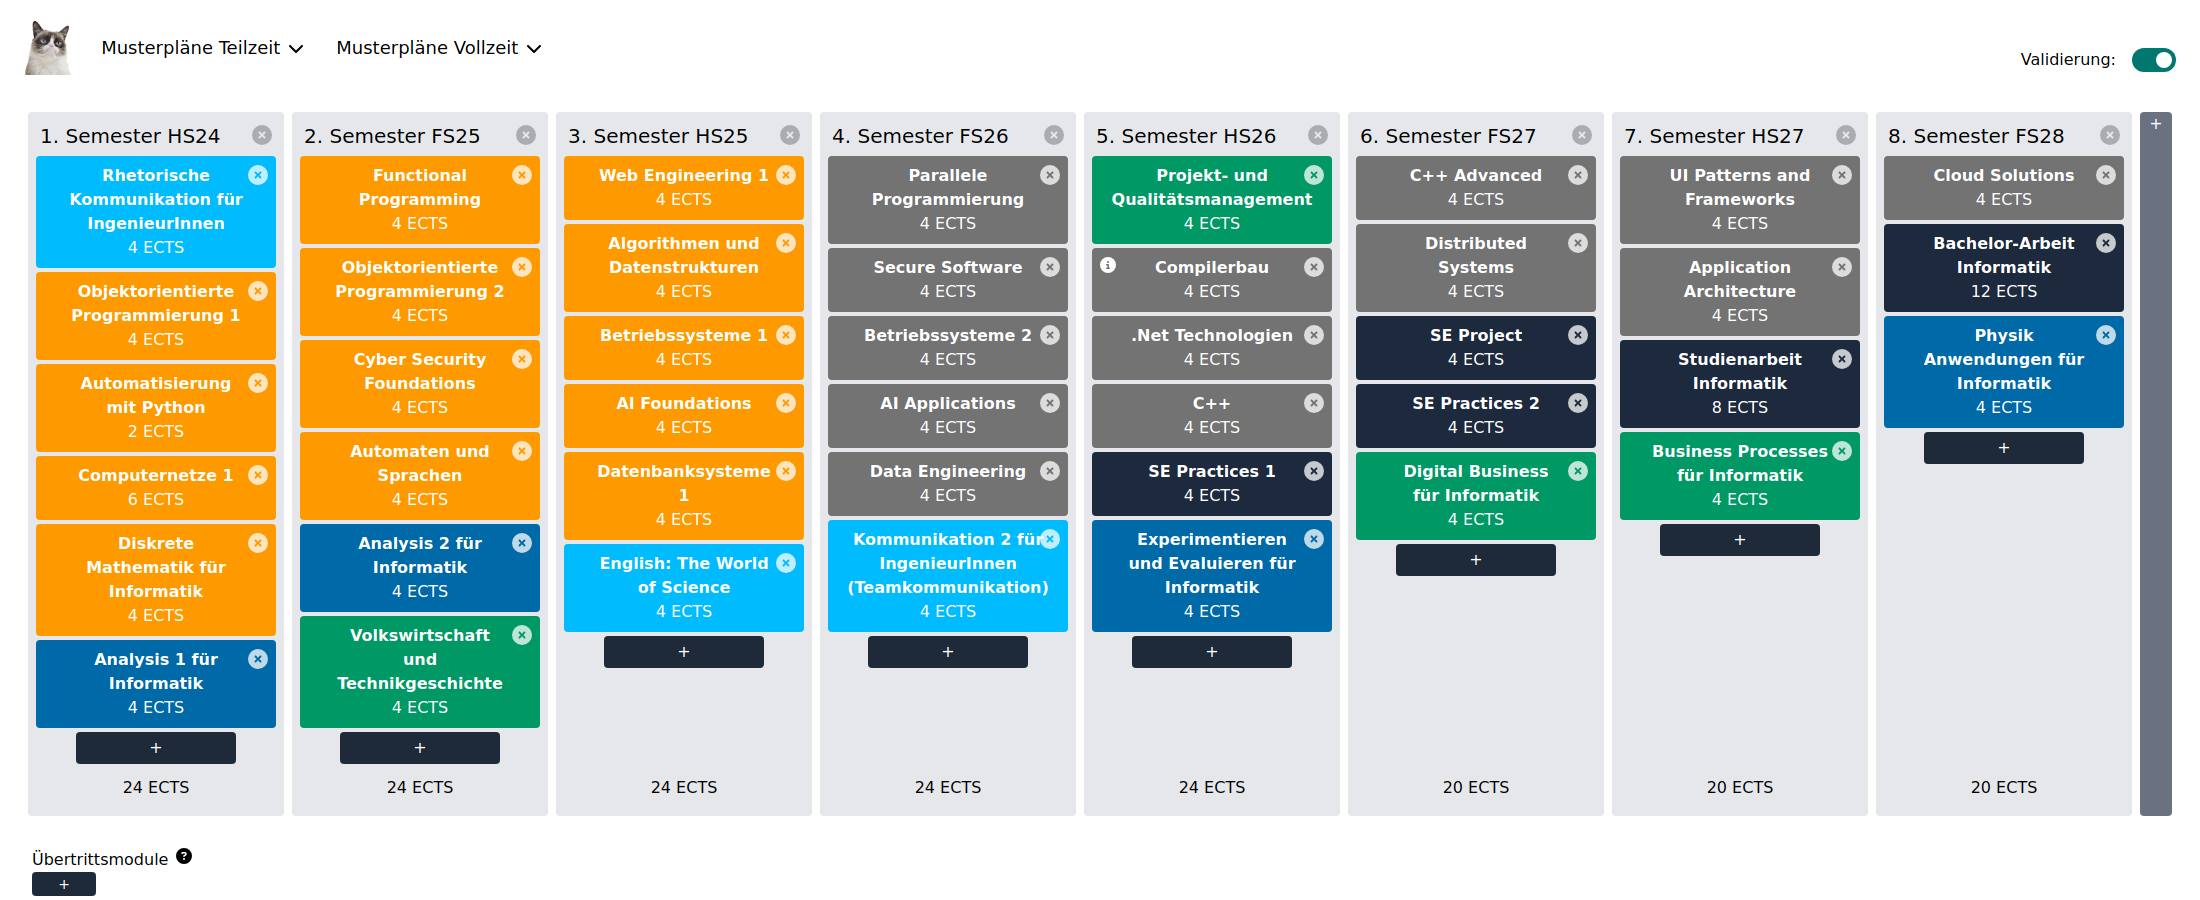 Musterpläne Teilzeit
Musterpläne Vollzeit
Validierung:
1. Semester HS24
Rhetorische
Kommunikation für
IngenieurInnen
4 ECTS
Objektorientierte
Programmierung 1
4 ECTS
Automatisierung
mit Python
2 ECTS
Computernetze 1
6 ECTS
Diskrete
Mathematik für
Informatik
4 ECTS
Analysis 1 für
Informatik
4 ECTS
+
24 ECTS
2. Semester FS25
Functional
Programming
4 ECTS
Objektorientierte
Programmierung 2
4 ECTS
Cyber Security
Foundations
4 ECTS
Automaten und
Sprachen
4 ECTS
Analysis 2 für
Informatik
4 ECTS
Volkswirtschaft
und
Technikgeschichte
4 ECTS
+
24 ECTS
3. Semester HS25
Web Engineering 1
4 ECTS
Algorithmen und
Datenstrukturen
4 ECTS
Betriebssysteme 1
4 ECTS
AI Foundations
4 ECTS
Datenbanksysteme
1
4 ECTS
English: The World
of Science
4 ECTS
+
24 ECTS
4. Semester FS26
Parallele
Programmierung
4 ECTS
Secure Software
4 ECTS
Betriebssysteme 2
4 ECTS
AI Applications
4 ECTS
Data Engineering
4 ECTS
Kommunikation 2 für
IngenieurInnen
(Teamkommunikation)
4 ECTS
+
24 ECTS
5. Semester HS26
Projekt- und
Qualitätsmanagement
4 ECTS
Compilerbau
4 ECTS
.Net Technologien
4 ECTS
C++
4 ECTS
SE Practices 1
4 ECTS
Experimentieren
und Evaluieren für
Informatik
4 ECTS
+
24 ECTS
6. Semester FS27
C++ Advanced
4 ECTS
Distributed
Systems
4 ECTS
SE Project
4 ECTS
SE Practices 2
4 ECTS
Digital Business
für Informatik
4 ECTS
+
20 ECTS
7. Semester HS27
UI Patterns and
Frameworks
4 ECTS
Application
Architecture
4 ECTS
Studienarbeit
Informatik
8 ECTS
Business Processes
für Informatik
4 ECTS
+
20 ECTS
8. Semester FS28
Cloud Solutions
4 ECTS
Bachelor-Arbeit
Informatik
12 ECTS
Physik
Anwendungen für
Informatik
4 ECTS
+
20 ECTS
+
Übertrittsmodule ?
+